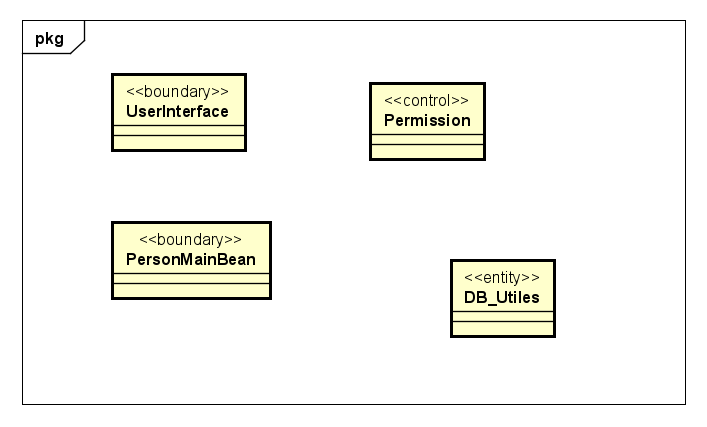 pkg
<<boundary>>
UserInterface
<<control>>
Permission
<<boundary>>
PersonMainBean
<<entity>>
DB_Utiles